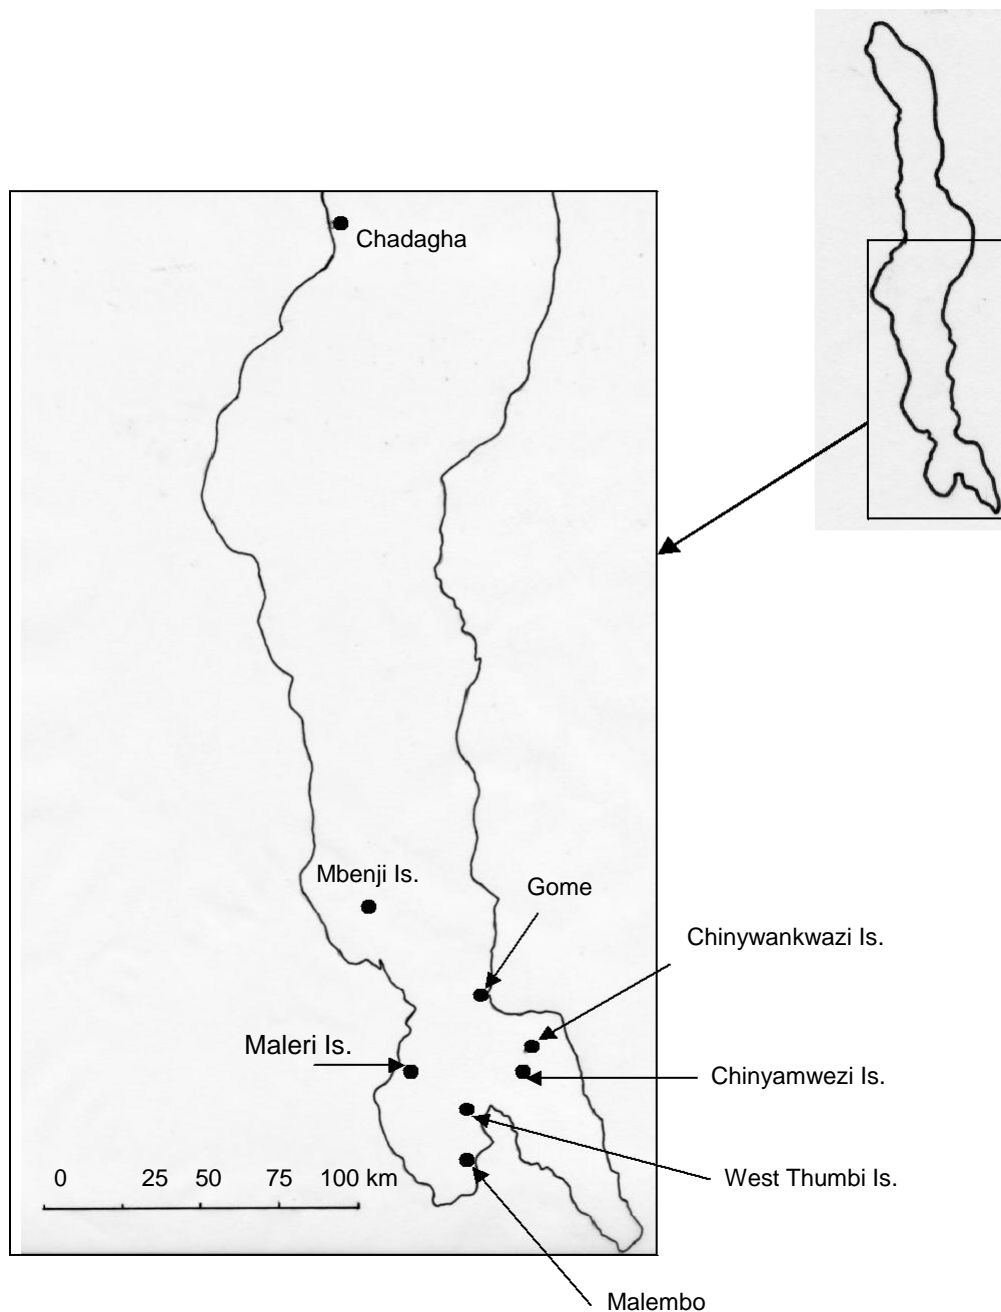 Chadagha
Mbenji Is.
Gome
Chinywankwazi Is.
Maleri Is.
Chinyamwezi Is.
0 25 50 75 100 km
West Thumbi Is.
Malembo